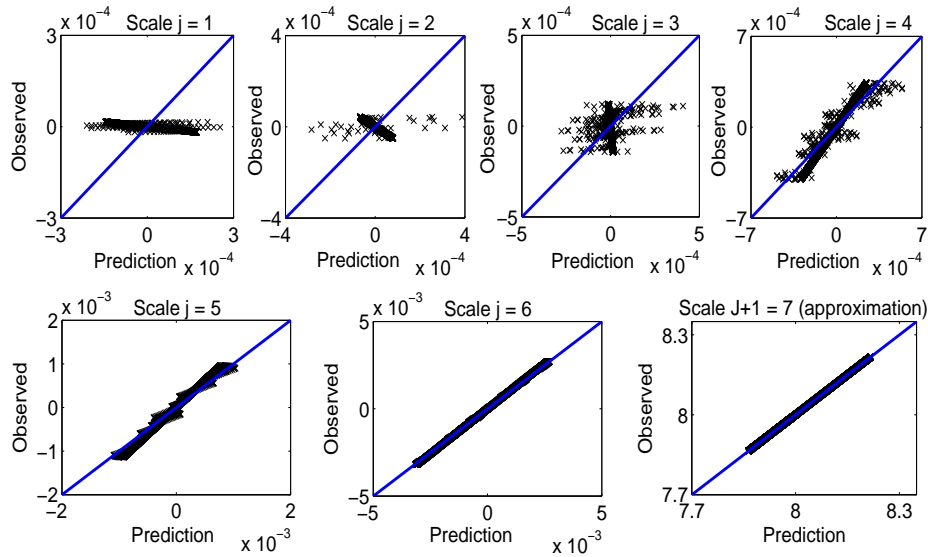 x 10⁻⁴ Scale j = 1
3
0
−3
−3 0 3
Observed
Prediction
x 10⁻⁴
x 10⁻⁴ Scale j = 2
4
0
−4
−4 0 4
Observed
Prediction
x 10⁻⁴
x 10⁻⁴ Scale j = 3
5
0
−5
−5 0 5
Observed
Prediction
x 10⁻⁴
x 10⁻⁴ Scale j = 4
7
0
−7
−7 0 7
Observed
Prediction
x 10⁻⁴
x 10⁻³ Scale j = 5
2
1
0
−1
−2
−2 0 2
Observed
Prediction
x 10⁻³
x 10⁻³ Scale j = 6
5
0
−5
−5 0 5
Observed
Prediction
x 10⁻³
Scale J+1 = 7 (approximation)
8.3
8
7.7
7.7 8 8.3
Observed
Prediction